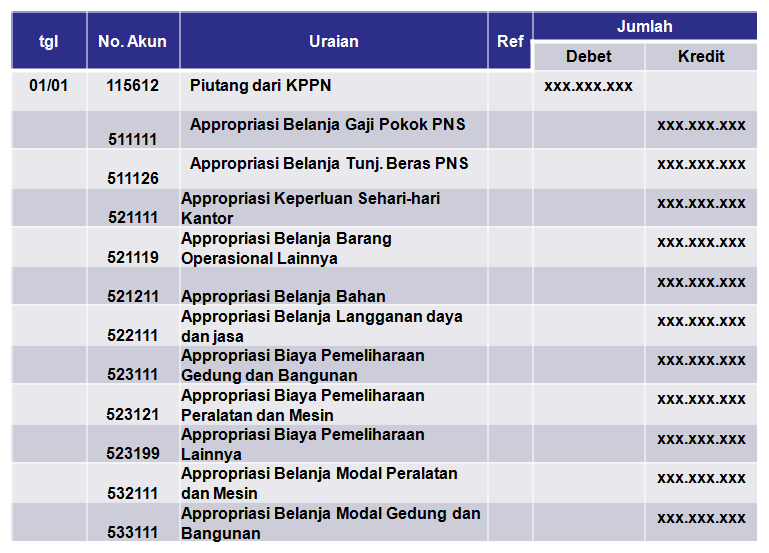 tgl No. Akun Uraian Ref Jumlah
Debet Kredit
01/01 115612 Piutang dari KPPN xxx.xxx.xxx
511111 Appropriasi Belanja Gaji Pokok PNS xxx.xxx.xxx
511126 Appropriasi Belanja Tunj. Beras PNS xxx.xxx.xxx
521111 Appropriasi Keperluan Sehari-hari
Kantor xxx.xxx.xxx
521119 Appropriasi Belanja Barang
Operasional Lainnya xxx.xxx.xxx
521211 Appropriasi Belanja Bahan xxx.xxx.xxx
522111 Appropriasi Belanja Langganan daya
dan jasa xxx.xxx.xxx
523111 Appropriasi Biaya Pemeliharaan
Gedung dan Bangunan xxx.xxx.xxx
523121 Appropriasi Biaya Pemeliharaan
Peralatan dan Mesin xxx.xxx.xxx
523199 Appropriasi Biaya Pemeliharaan
Lainnya xxx.xxx.xxx
532111 Appropriasi Belanja Modal Peralatan
dan Mesin xxx.xxx.xxx
533111 Appropriasi Belanja Modal Gedung dan
Bangunan xxx.xxx.xxx